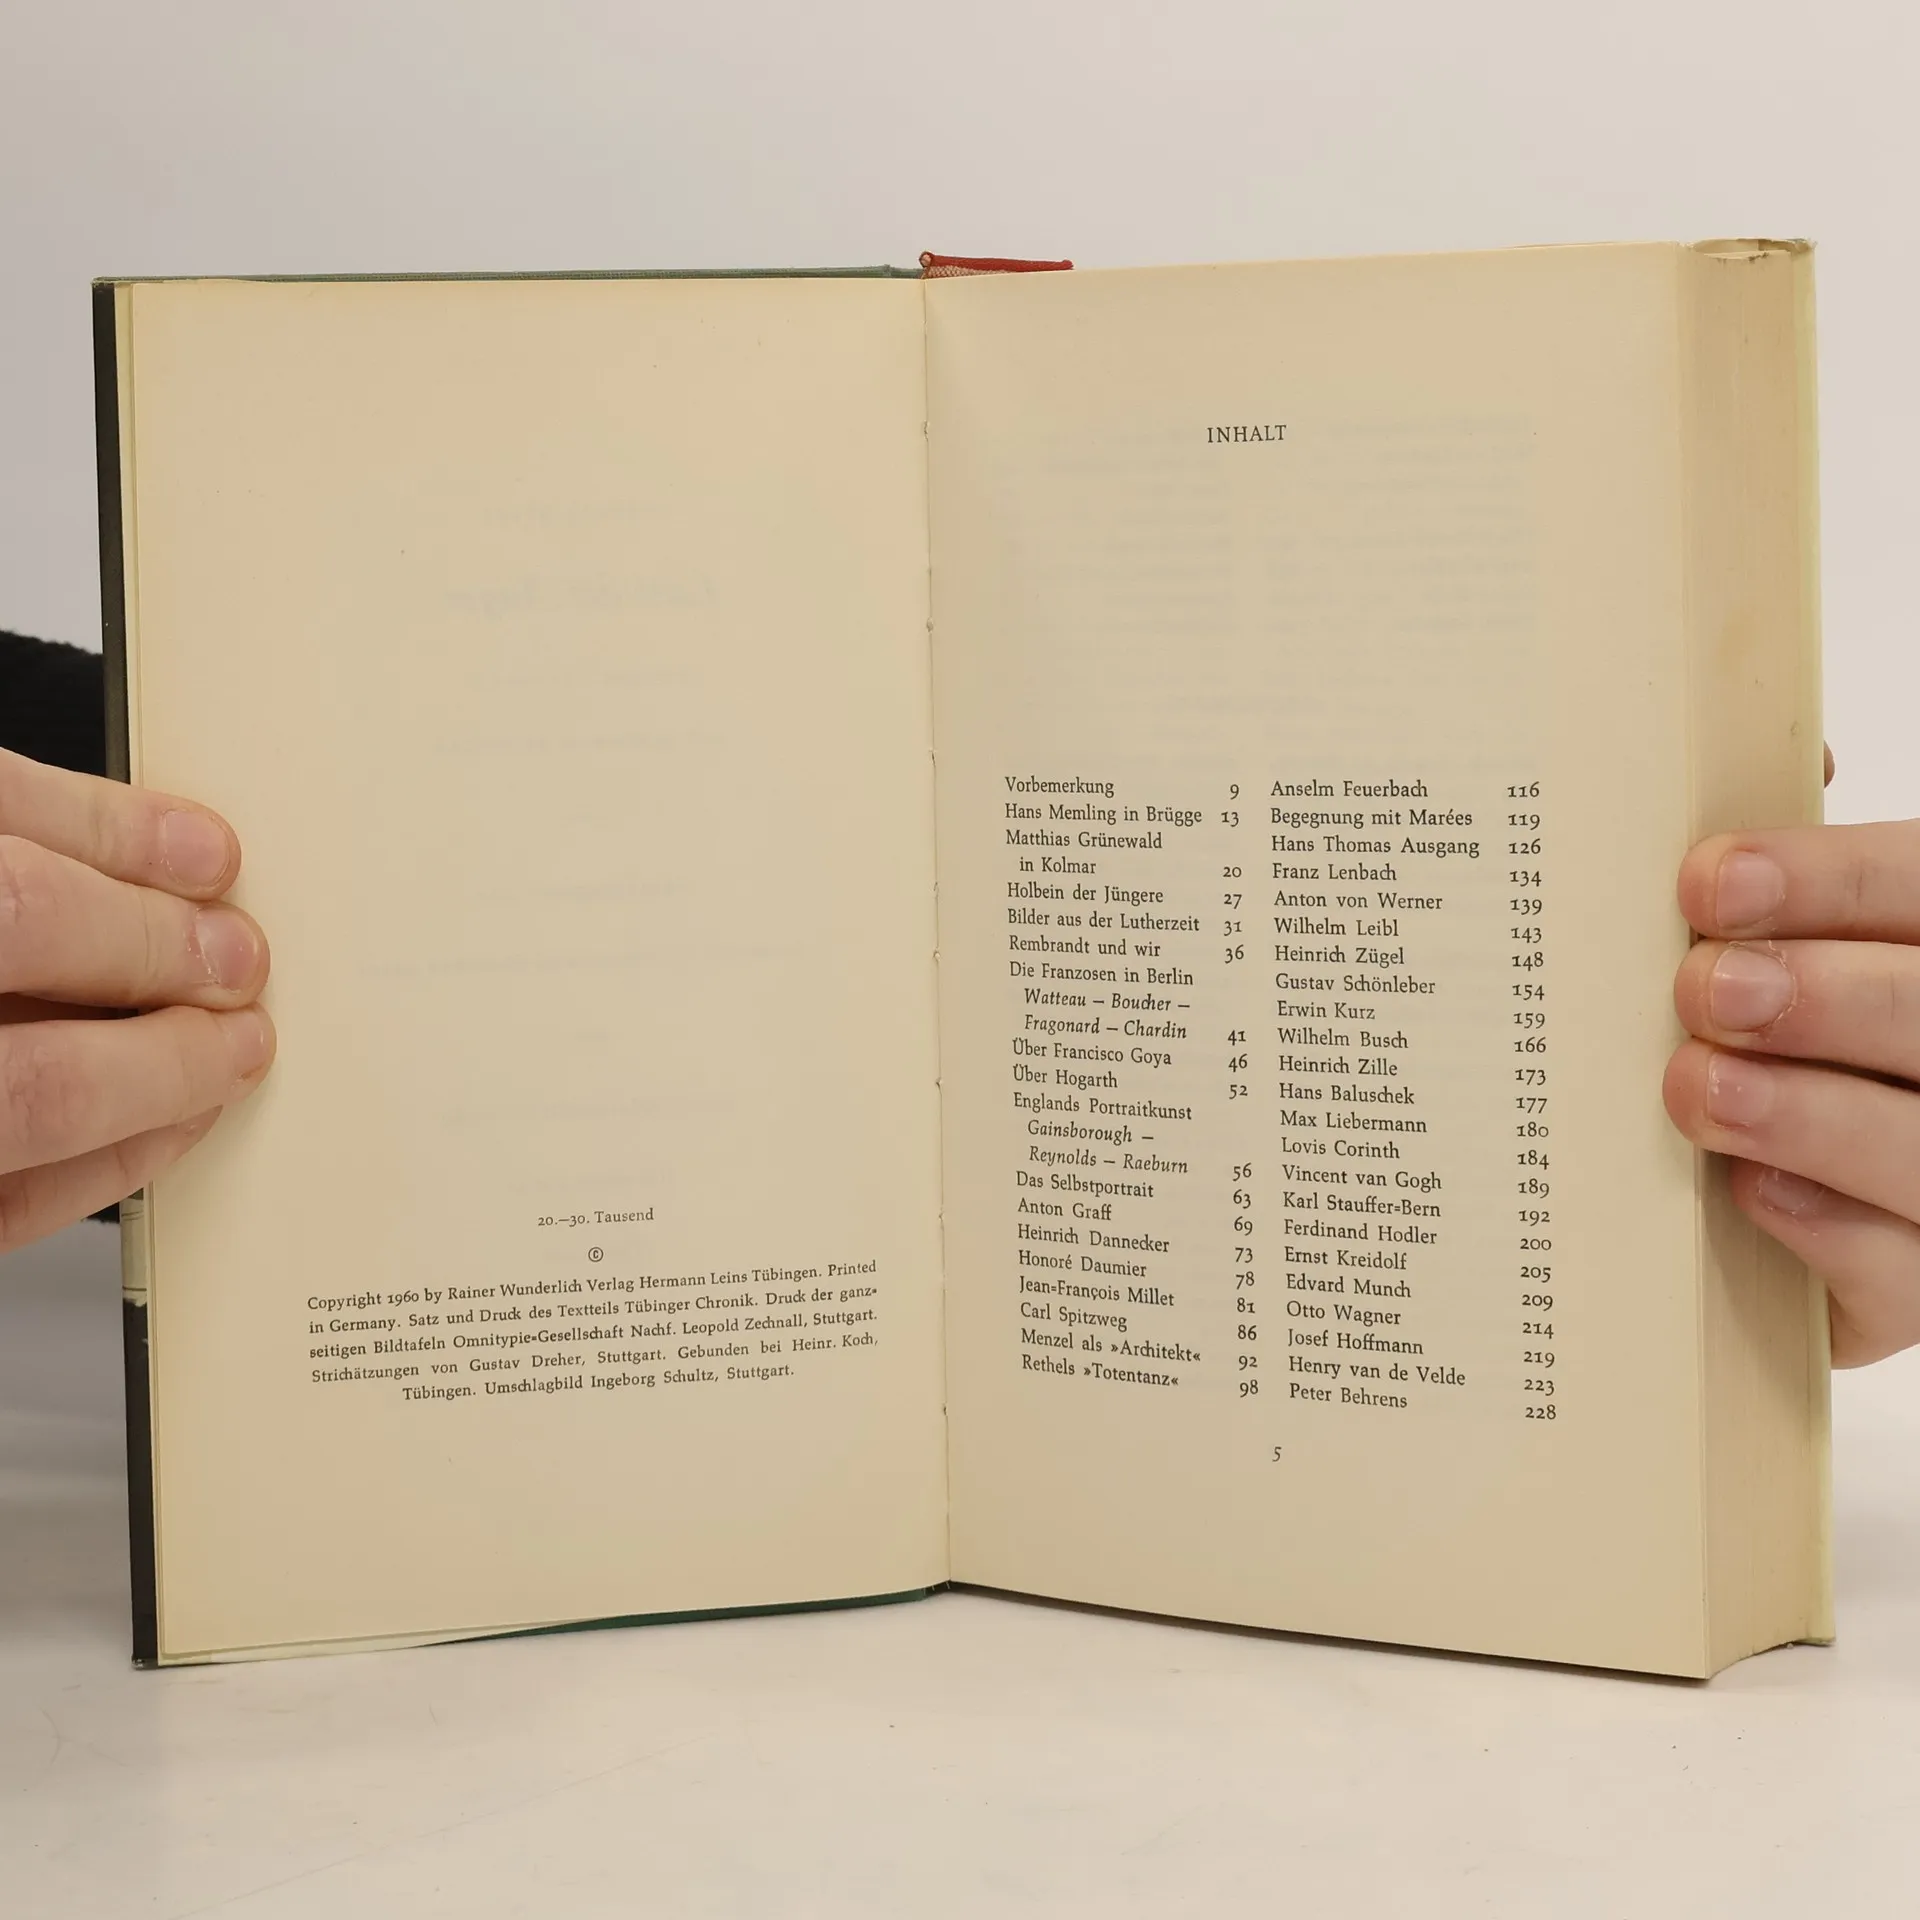 20.—30. Tausend
©
Copyright 1960 by Rainer Wunderlich Verlag Hermann Leins Tübingen. Printed
in Germany. Satz und Druck des Textteils Tübinger Chronik. Druck der ganz=
seitigen Bildtafeln Omnitypie=Gesellschaft Nachf. Leopold Zechnall, Stuttgart.
Strichätzungen von Gustav Dreher, Stuttgart. Gebunden bei Heinr. Koch,
Tübingen. Umschlagbild Ingeborg Schultz, Stuttgart.
INHALT
Vorbemerkung 9
Hans Memling in Brügge 13
Matthias Grünewald
in Kolmar 20
Holbein der Jüngere 27
Bilder aus der Lutherzeit 31
Rembrandt und wir 36
Die Franzosen in Berlin
Watteau – Boucher –
Fragonard – Chardin 41
Über Francisco Goya 46
Über Hogarth 52
Englands Portraitkunst
Gainsborough –
Reynolds – Raeburn 56
Das Selbstportrait 63
Anton Graff 69
Heinrich Dannecker 73
Honoré Daumier 78
Jean=François Millet 81
Carl Spitzweg 86
Menzel als »Architekt« 92
Rethels »Totentanz« 98
Anselm Feuerbach 116
Begegnung mit Marées 119
Hans Thomas Ausgang 126
Franz Lenbach 134
Anton von Werner 139
Wilhelm Leibl 143
Heinrich Zügel 148
Gustav Schönleber 154
Erwin Kurz 159
Wilhelm Busch 166
Heinrich Zille 173
Hans Baluschek 177
Max Liebermann 180
Lovis Corinth 184
Vincent van Gogh 189
Karl Stauffer=Bern 192
Ferdinand Hodler 200
Ernst Kreidolf 205
Edvard Munch 209
Otto Wagner 214
Josef Hoffmann 219
Henry van de Velde 223
Peter Behrens 228
5